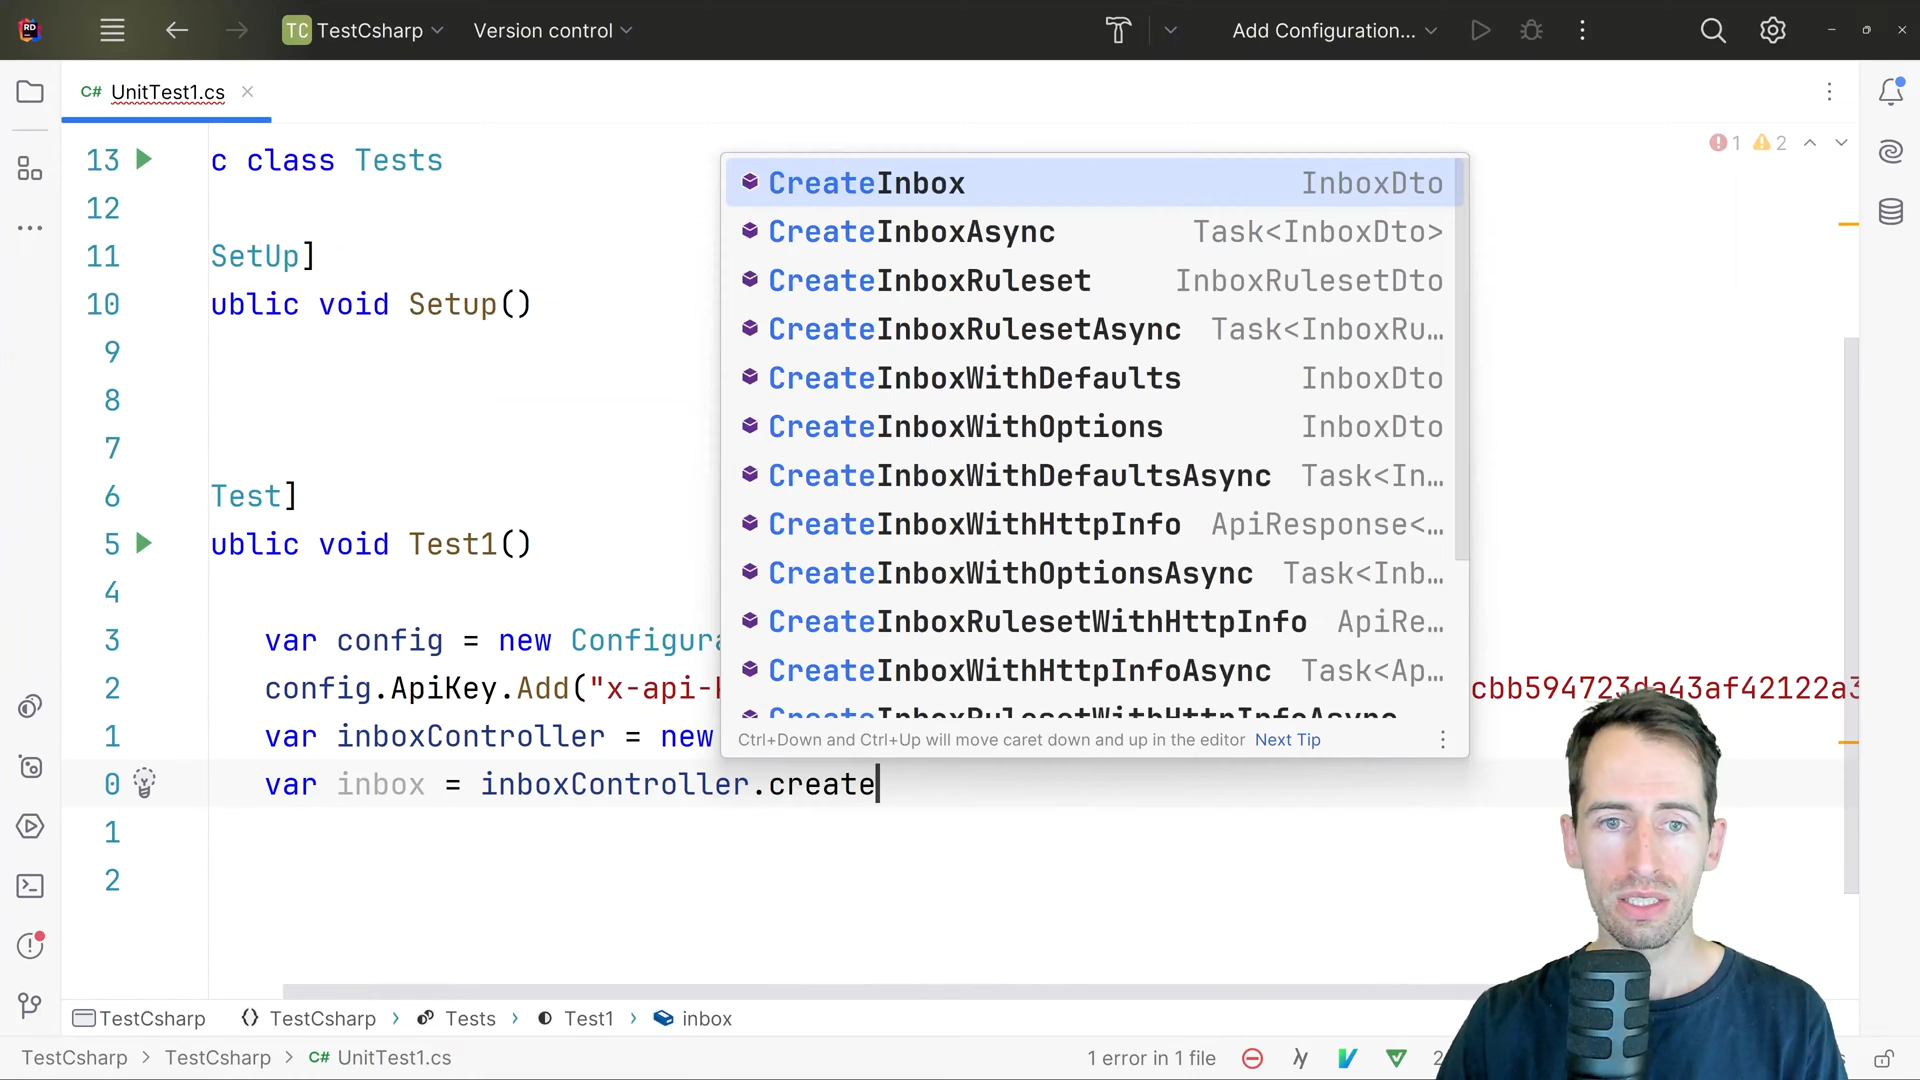 RD
TC TestCsharp
Version control
Add Configuration...
C# UnitTest1.cs
1 2
13 c class Tests
12
11 SetUp]
10 ublic void Setup()
9
8
7
6 Test]
5 ublic void Test1()
4
3 var config = new Configura
2 config.ApiKey.Add("x-api- cbb594723da43af42122a3
1 var inboxController = new
0 var inbox = inboxController.create
1
2
CreateInbox InboxDto
CreateInboxAsync Task<InboxDto>
CreateInboxRuleset InboxRulesetDto
CreateInboxRulesetAsync Task<InboxRu…
CreateInboxWithDefaults InboxDto
CreateInboxWithOptions InboxDto
CreateInboxWithDefaultsAsync Task<In…
CreateInboxWithHttpInfo ApiResponse<…
CreateInboxWithOptionsAsync Task<Inb…
CreateInboxRulesetWithHttpInfo ApiRe…
CreateInboxWithHttpInfoAsync Task<Ap…
CreateInboxRulesetWithHttpInfoAsync
Ctrl+Down and Ctrl+Up will move caret down and up in the editor Next Tip
TestCsharp TestCsharp Tests Test1 inbox
TestCsharp TestCsharp C# UnitTest1.cs
1 error in 1 file